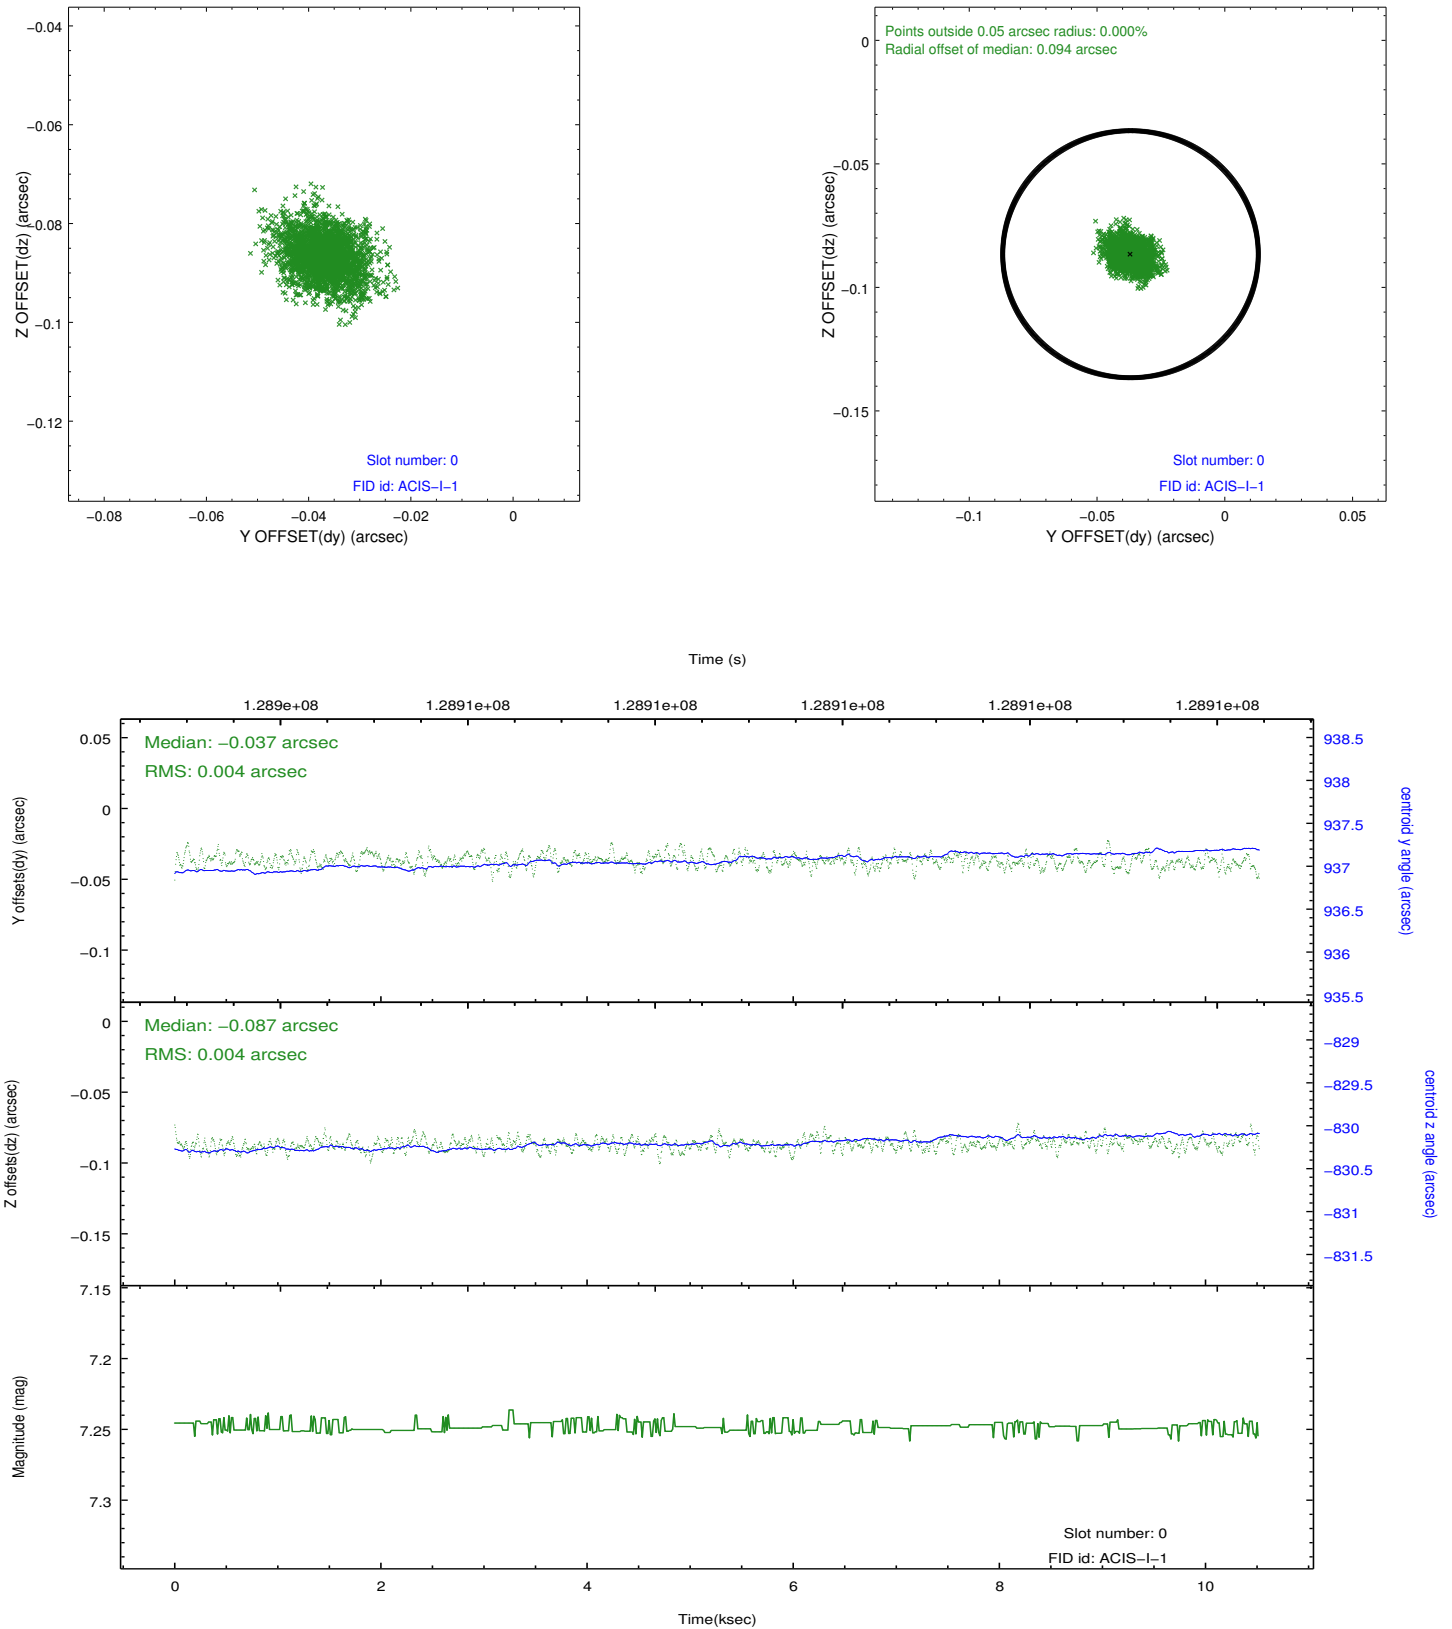 −0.04
−0.06
−0.08
−0.1
−0.12
Z OFFSET(dz) (arcsec)
Slot number: 0
FID id: ACIS−I−1
−0.08
−0.06
−0.04
−0.02
0
Y OFFSET(dy) (arcsec)
Points outside 0.05 arcsec radius: 0.000%
Radial offset of median: 0.094 arcsec
0
−0.05
−0.1
−0.15
Z OFFSET(dz) (arcsec)
Slot number: 0
FID id: ACIS−I−1
−0.1
−0.05
0
0.05
Y OFFSET(dy) (arcsec)
Time (s)
1.289e+08
1.2891e+08
1.2891e+08
1.2891e+08
1.2891e+08
1.2891e+08
Median: −0.037 arcsec
RMS: 0.004 arcsec
0.05
0
−0.05
−0.1
Y offsets(dy) (arcsec)
938.5
938
937.5
937
936.5
936
935.5
centroid y angle (arcsec)
Median: −0.087 arcsec
RMS: 0.004 arcsec
0
−0.05
−0.1
−0.15
Z offsets(dz) (arcsec)
−829
−829.5
−830
−830.5
−831
−831.5
centroid z angle (arcsec)
7.15
7.2
7.25
7.3
Magnitude (mag)
Slot number: 0
FID id: ACIS−I−1
0
2
4
6
8
10
Time(ksec)